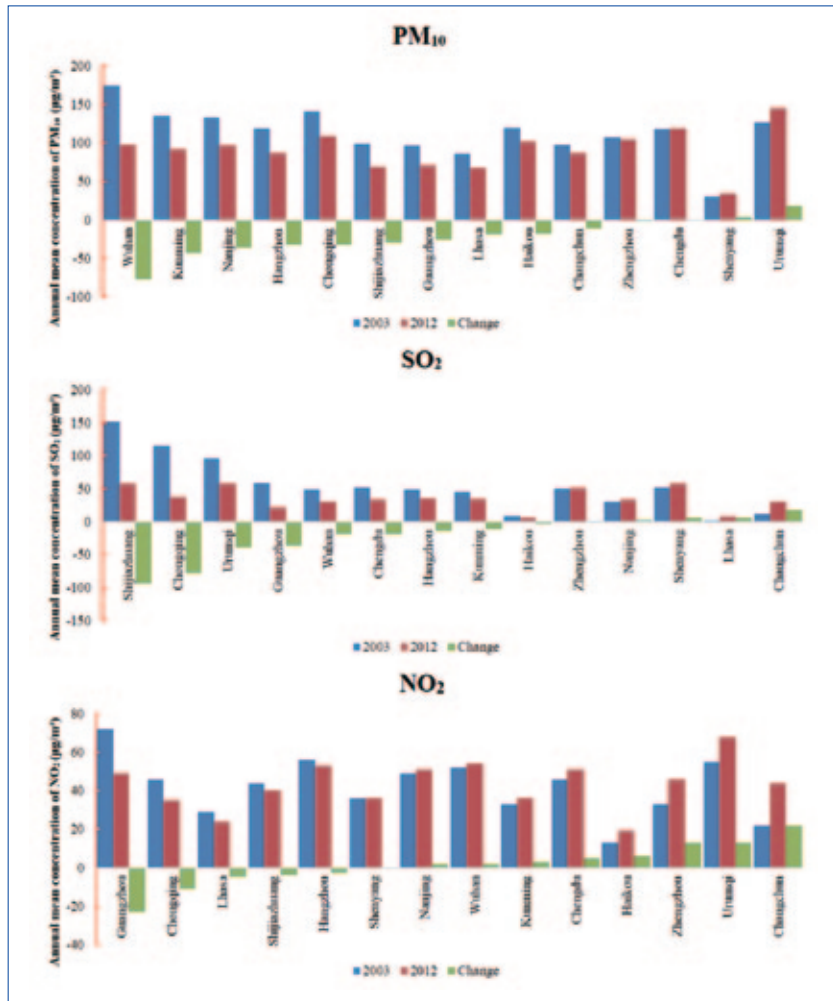 PM₁₀
Annual mean concentration of PM₁₀ (μg/m³)
200
150
100
50
0
-50
-100
Wuhan
Kunming
Nanjing
Hangzhou
Chongqing
Shijiazhuang
Guangzhou
Lhasa
Haikou
Changchun
Zhengzhou
Chengdu
Shenyang
Urumqi
2003 2012 Change
SO₂
Annual mean concentration of SO₂ (μg/m³)
200
150
100
50
0
-50
-100
-150
Shijiazhuang
Chongqing
Urumqi
Guangzhou
Wuhan
Chengdu
Hangzhou
Kunming
Haikou
Zhengzhou
Nanjing
Shenyang
Lhasa
Changchun
2003 2012 Change
NO₂
Annual mean concentration of NO₂ (μg/m³)
80
60
40
20
0
-20
-40
Guangzhou
Chongqing
Lhasa
Shijiazhuang
Hangzhou
Shenyang
Nanjing
Wuhan
Kunming
Chengdu
Haikou
Zhengzhou
Urumqi
Changchun
2003 2012 Change